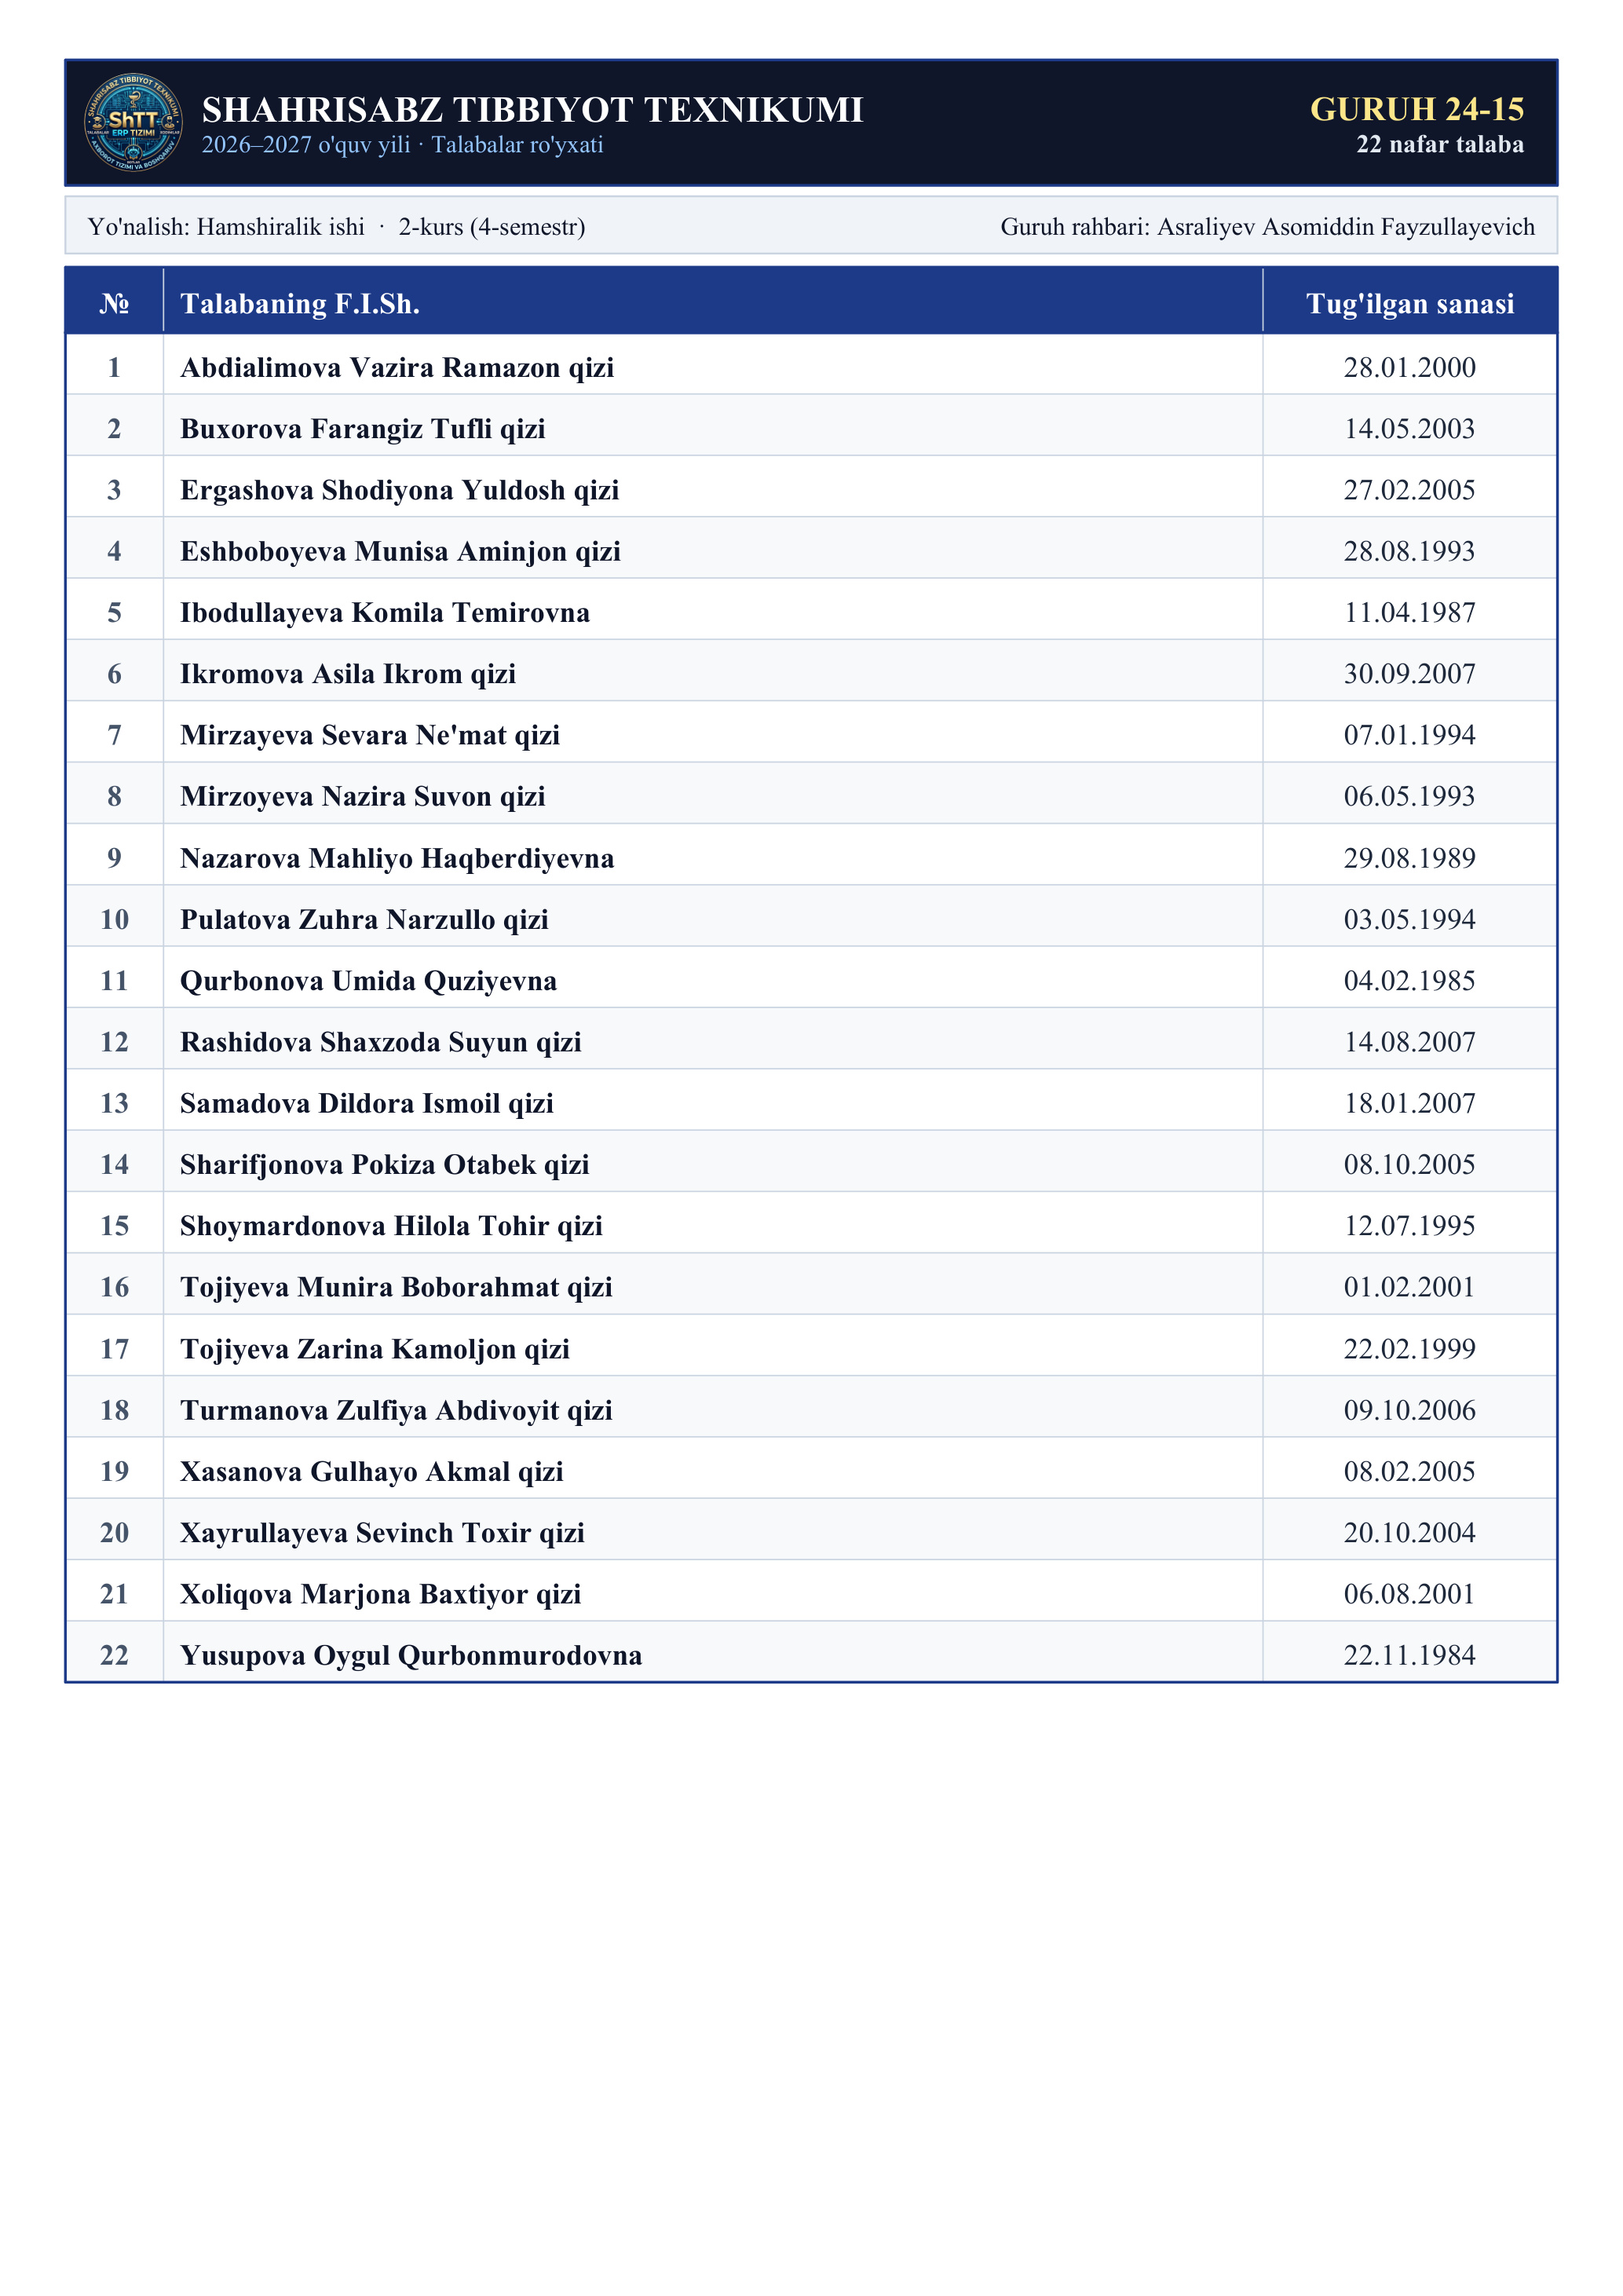 SHAHRISABZ TIBBIYOT TEXNIKUMI
ShTT
ERP TIZIMI
AXBOROT TIZIMI VA BOSHQARUV
SHAHRISABZ TIBBIYOT TEXNIKUMI
2026–2027 o'quv yili · Talabalar ro'yxati
GURUH 24-15
22 nafar talaba
Yo'nalish: Hamshiralik ishi · 2-kurs (4-semestr)
Guruh rahbari: Asraliyev Asomiddin Fayzullayevich
№ Talabaning F.I.Sh. Tug'ilgan sanasi
1 Abdialimova Vazira Ramazon qizi 28.01.2000
2 Buxorova Farangiz Tufli qizi 14.05.2003
3 Ergashova Shodiyona Yuldosh qizi 27.02.2005
4 Eshboboyeva Munisa Aminjon qizi 28.08.1993
5 Ibodullayeva Komila Temirovna 11.04.1987
6 Ikromova Asila Ikrom qizi 30.09.2007
7 Mirzayeva Sevara Ne'mat qizi 07.01.1994
8 Mirzoyeva Nazira Suvon qizi 06.05.1993
9 Nazarova Mahliyo Haqberdiyevna 29.08.1989
10 Pulatova Zuhra Narzullo qizi 03.05.1994
11 Qurbonova Umida Quziyevna 04.02.1985
12 Rashidova Shaxzoda Suyun qizi 14.08.2007
13 Samadova Dildora Ismoil qizi 18.01.2007
14 Sharifjonova Pokiza Otabek qizi 08.10.2005
15 Shoymardonova Hilola Tohir qizi 12.07.1995
16 Tojiyeva Munira Boborahmat qizi 01.02.2001
17 Tojiyeva Zarina Kamoljon qizi 22.02.1999
18 Turmanova Zulfiya Abdivoyit qizi 09.10.2006
19 Xasanova Gulhayo Akmal qizi 08.02.2005
20 Xayrullayeva Sevinch Toxir qizi 20.10.2004
21 Xoliqova Marjona Baxtiyor qizi 06.08.2001
22 Yusupova Oygul Qurbonmurodovna 22.11.1984